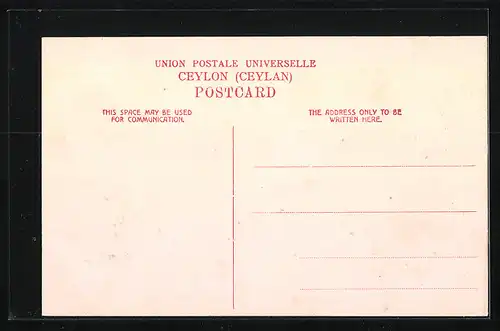 UNION POSTALE UNIVERSELLE
CEYLON (CEYLAN)
POSTCARD
THIS SPACE MAY BE USED
FOR COMMUNICATION.
THE ADDRESS ONLY TO BE
WRITTEN HERE.